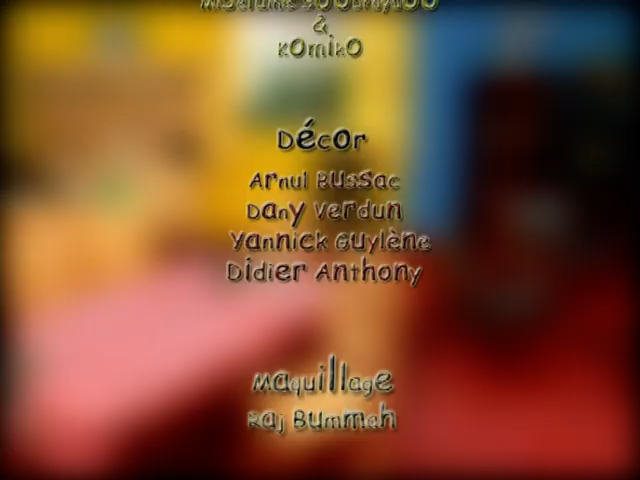 &
Komiko
Décor
Arnul Bussac
Dany Verdun
Yannick Guylène
Didier Anthony
Maquillage
Raj Bummah